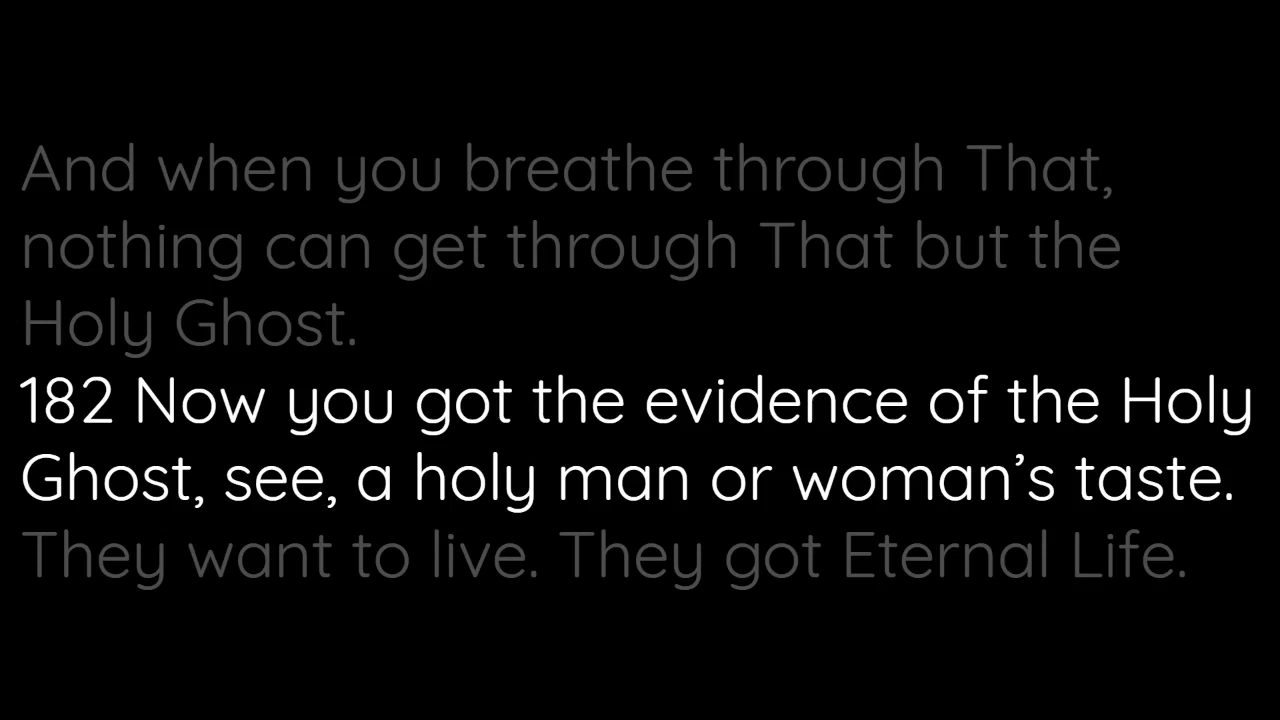 And when you breathe through That,
nothing can get through That but the
Holy Ghost.
182 Now you got the evidence of the Holy
Ghost, see, a holy man or woman’s taste.
They want to live. They got Eternal Life.